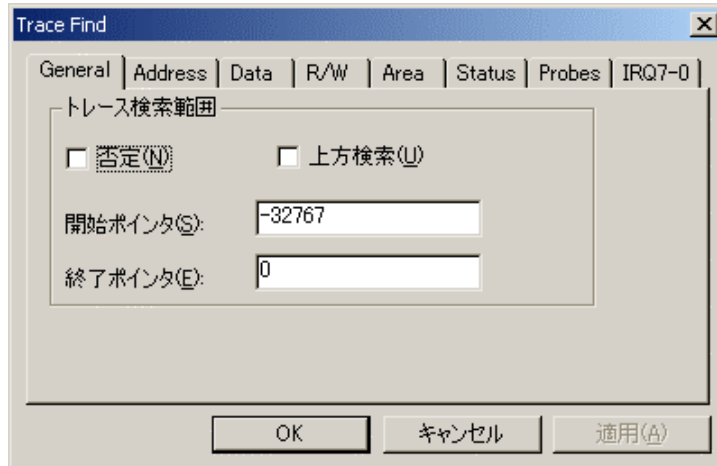 Trace Find
General Address Data R/W Area Status Probes IRQ7-0
トレース検索範囲
否定(N) 上方検索(U)
開始ポインタ(S): -32767
終了ポインタ(E): 0
OK キャンセル 適用(A)